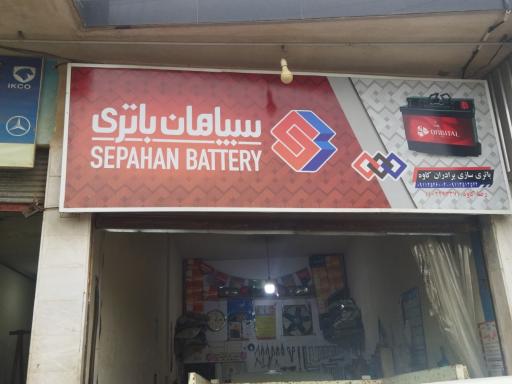 IKCO
سپاهان باتری
SEPAHAN BATTERY
ORBITAL
باتری سازی برادران کاوه